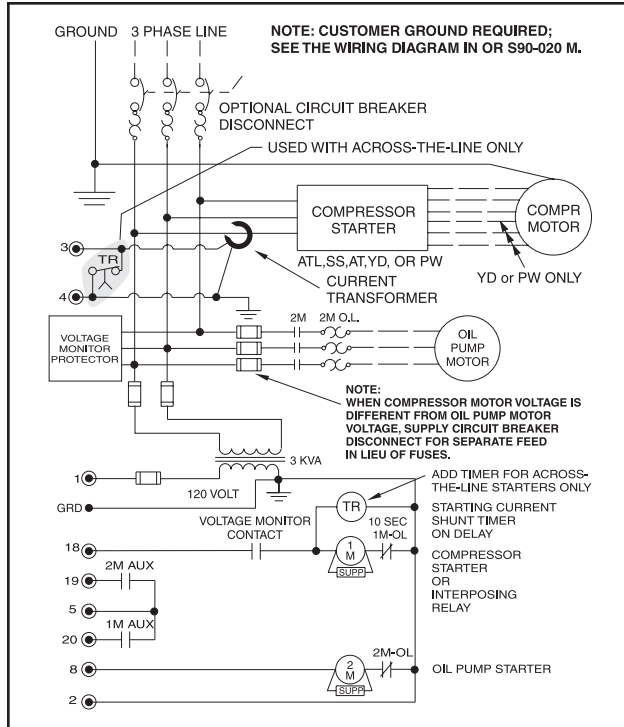 GROUND 3 PHASE LINE
NOTE: CUSTOMER GROUND REQUIRED;
SEE THE WIRING DIAGRAM IN OR S90-020 M.
OPTIONAL CIRCUIT BREAKER
DISCONNECT
USED WITH ACROSS-THE-LINE ONLY
COMPRESSOR
STARTER
COMPR
MOTOR
3
TR
4
ATL,SS,AT,YD, OR PW
CURRENT
TRANSFORMER
YD or PW ONLY
VOLTAGE
MONITOR
PROTECTOR
2M 2M O.L.
OIL
PUMP
MOTOR
NOTE:
WHEN COMPRESSOR MOTOR VOLTAGE IS
DIFFERENT FROM OIL PUMP MOTOR
VOLTAGE, SUPPLY CIRCUIT BREAKER
DISCONNECT FOR SEPARATE FEED
IN LIEU OF FUSES.
3 KVA
1
120 VOLT
GRD
ADD TIMER FOR ACROSS-
THE-LINE STARTERS ONLY
VOLTAGE MONITOR
CONTACT
TR
STARTING CURRENT
SHUNT TIMER
ON DELAY
10 SEC
1M-OL
18
1
M
SUPP
COMPRESSOR
STARTER
OR
INTERPOSING
RELAY
2M AUX
19
5
1M AUX
20
8
2
M
SUPP
2M-OL
OIL PUMP STARTER
2